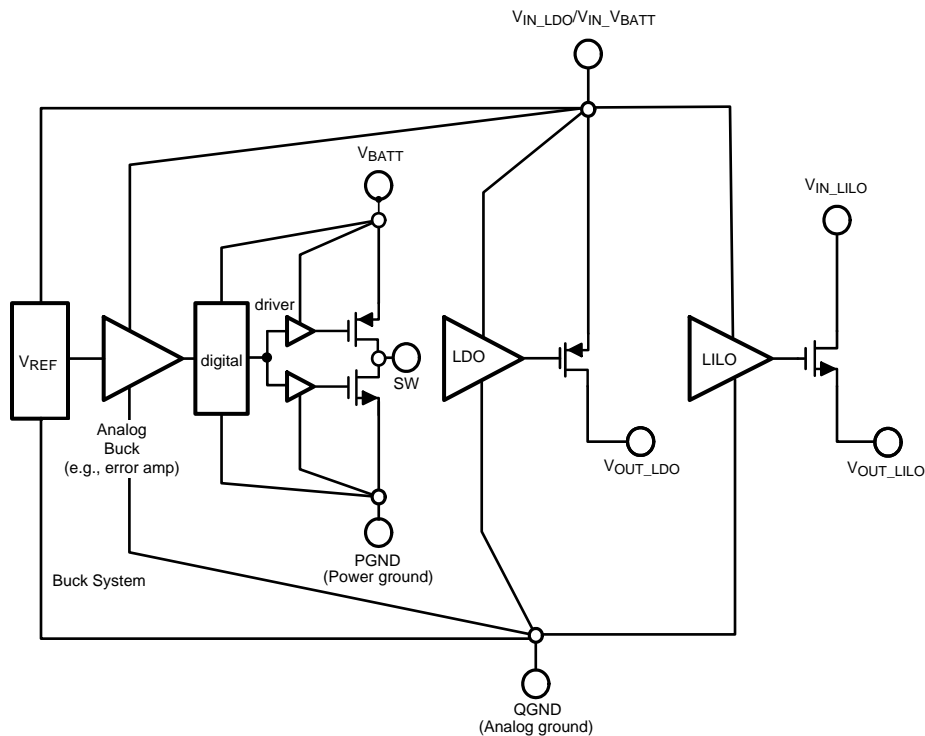 VIN_LDO/VIN_VBATT
VBATT
VIN_LILO
driver
VREF
digital
LDO
LILO
SW
Analog
Buck
(e.g., error amp)
VOUT_LDO
VOUT_LILO
PGND
(Power ground)
Buck System
QGND
(Analog ground)